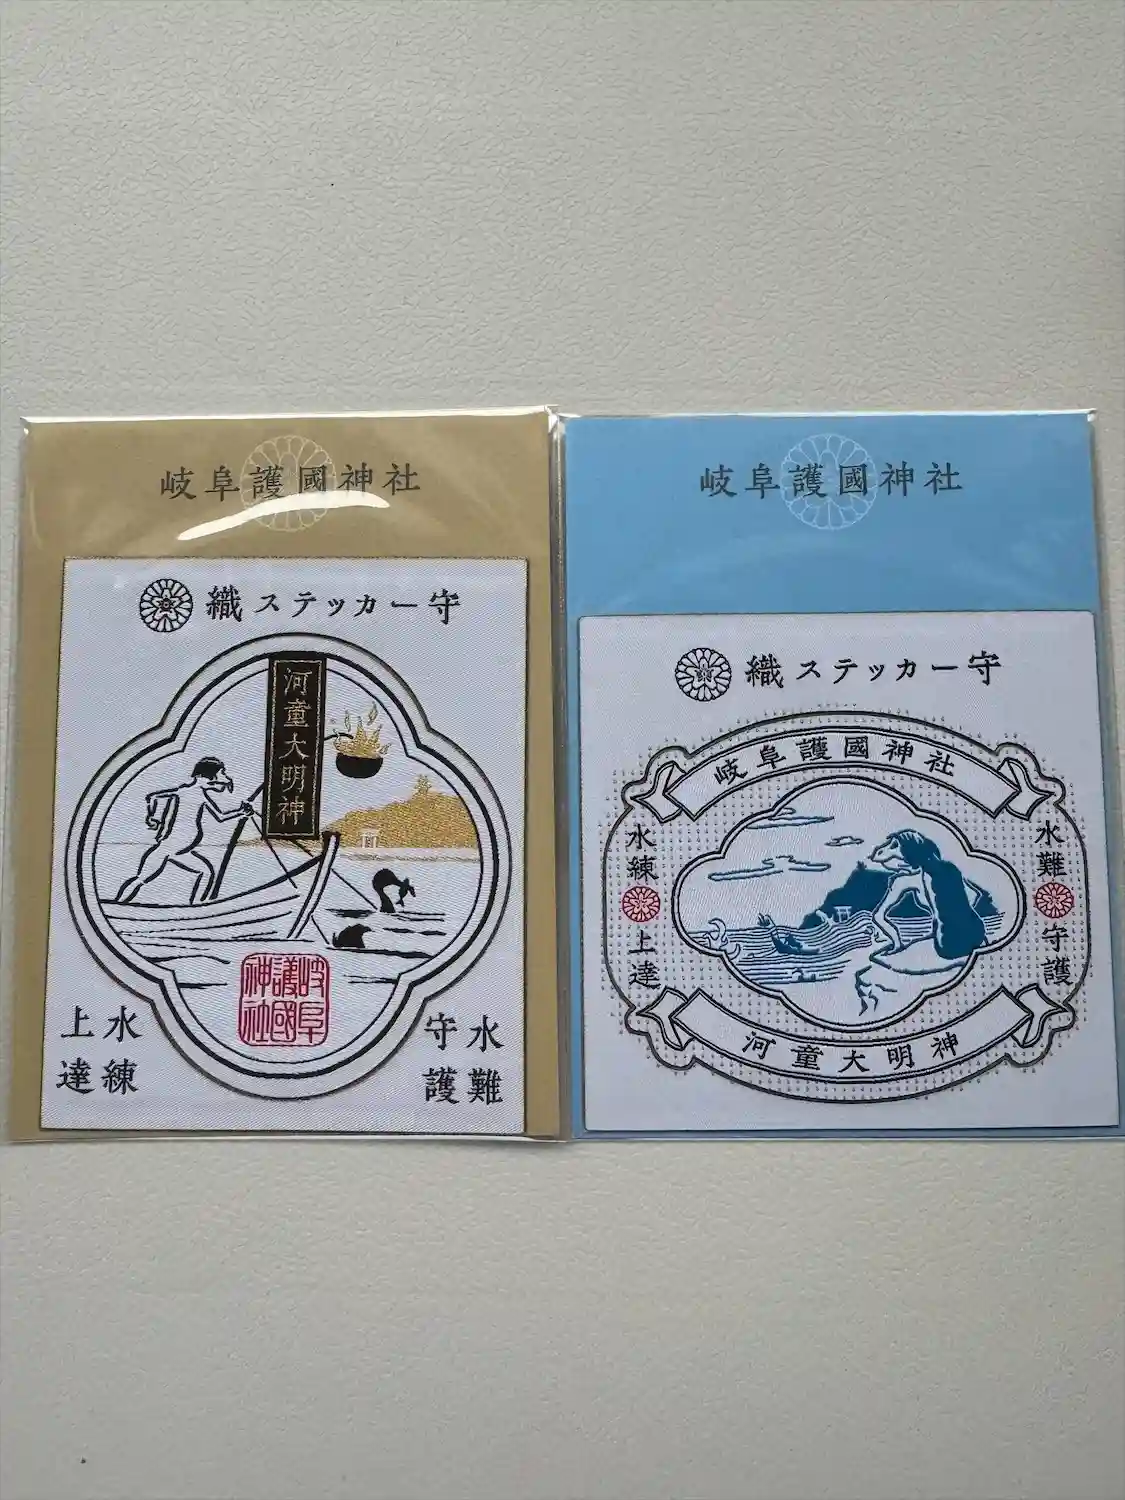 岐阜護國神社
織ステッカー守
河童大明神
岐阜
護國
神社
水練
上達
水難
守護
岐阜護國神社
織ステッカー守
岐阜護國神社
水練上達
水難守護
河童大明神